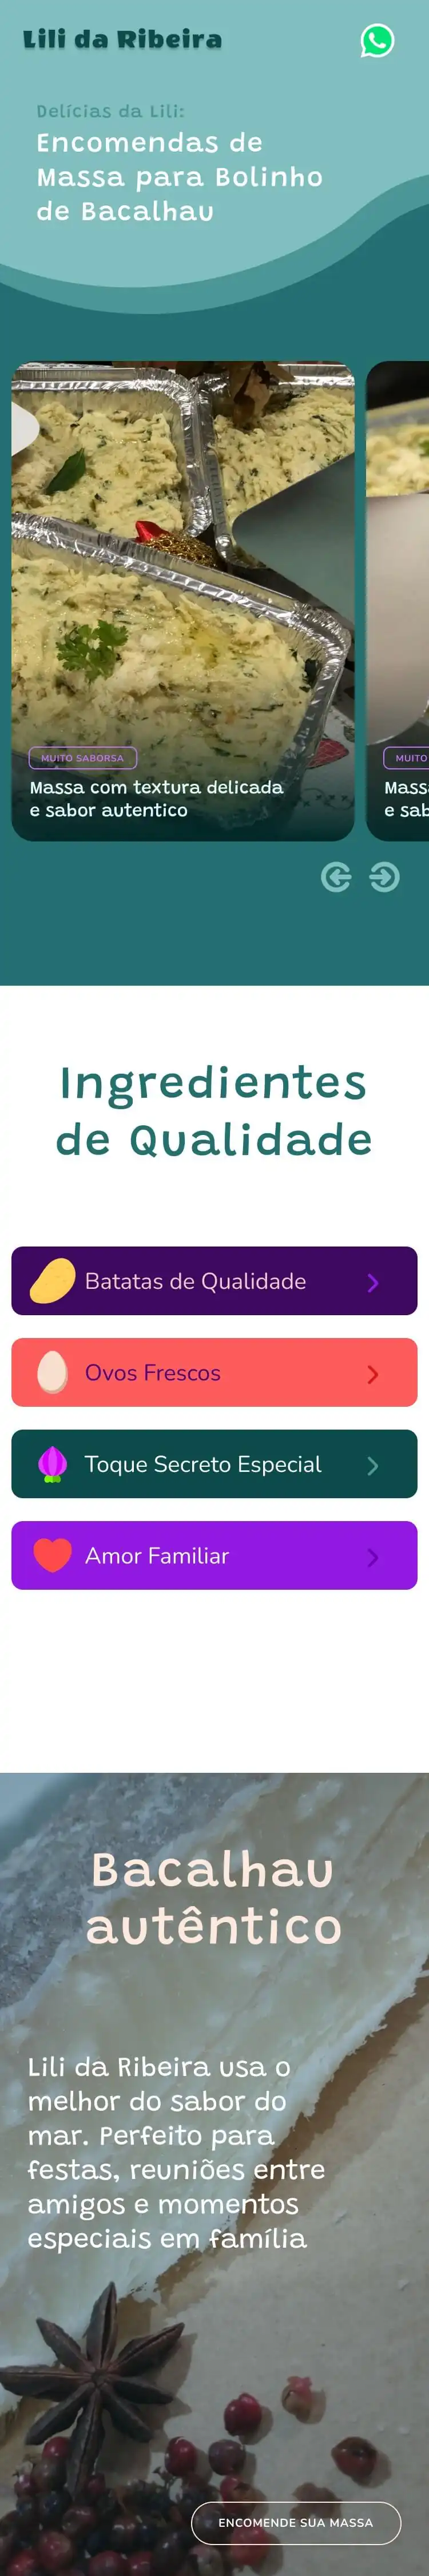 Lili da Ribeira
Delícias da Lili:
Encomendas de
Massa para Bolinho
de Bacalhau
MUITO SABORSA
Massa com textura delicada
e sabor autentico
MUITO
Mass
e sab
Ingredientes
de Qualidade
Batatas de Qualidade
Ovos Frescos
Toque Secreto Especial
Amor Familiar
Bacalhau
autêntico
Lili da Ribeira usa o
melhor do sabor do
mar. Perfeito para
festas, reuniões entre
amigos e momentos
especiais em família
ENCOMENDE SUA MASSA